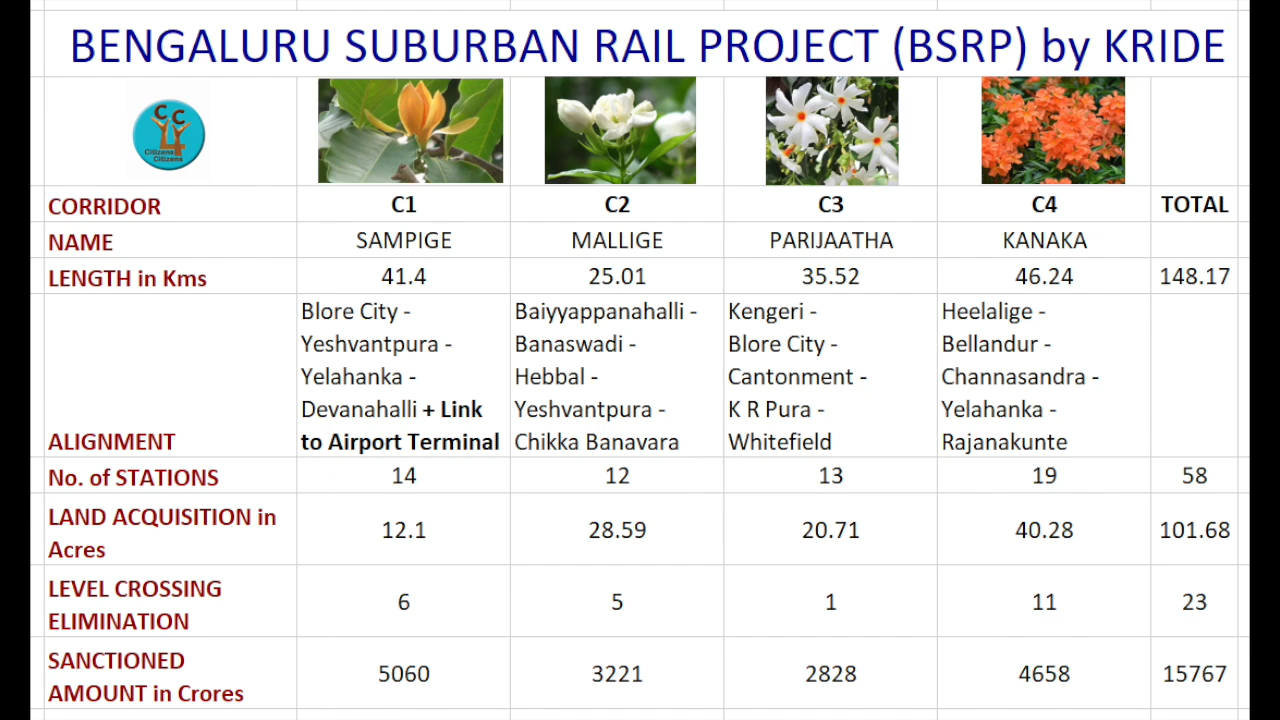 BENGALURU SUBURBAN RAIL PROJECT (BSRP) by KRIDE
C C
4
Citizens
Citizens
CORRIDOR C1 C2 C3 C4 TOTAL
NAME SAMPIGE MALLIGE PARIJAATHA KANAKA
LENGTH in Kms 41.4 25.01 35.52 46.24 148.17
Blore City - Baiyyappanahalli - Kengeri - Heelalige -
Yeshvantpura - Banaswadi - Blore City - Bellandur -
Yelahanka - Hebbal - Cantonment - Channasandra -
Devanahalli + Link Yeshvantpura - K R Pura - Yelahanka -
ALIGNMENT to Airport Terminal Chikka Banavara Whitefield Rajanakunte
No. of STATIONS 14 12 13 19 58
LAND ACQUISITION in
Acres 12.1 28.59 20.71 40.28 101.68
LEVEL CROSSING
ELIMINATION 6 5 1 11 23
SANCTIONED
AMOUNT in Crores 5060 3221 2828 4658 15767